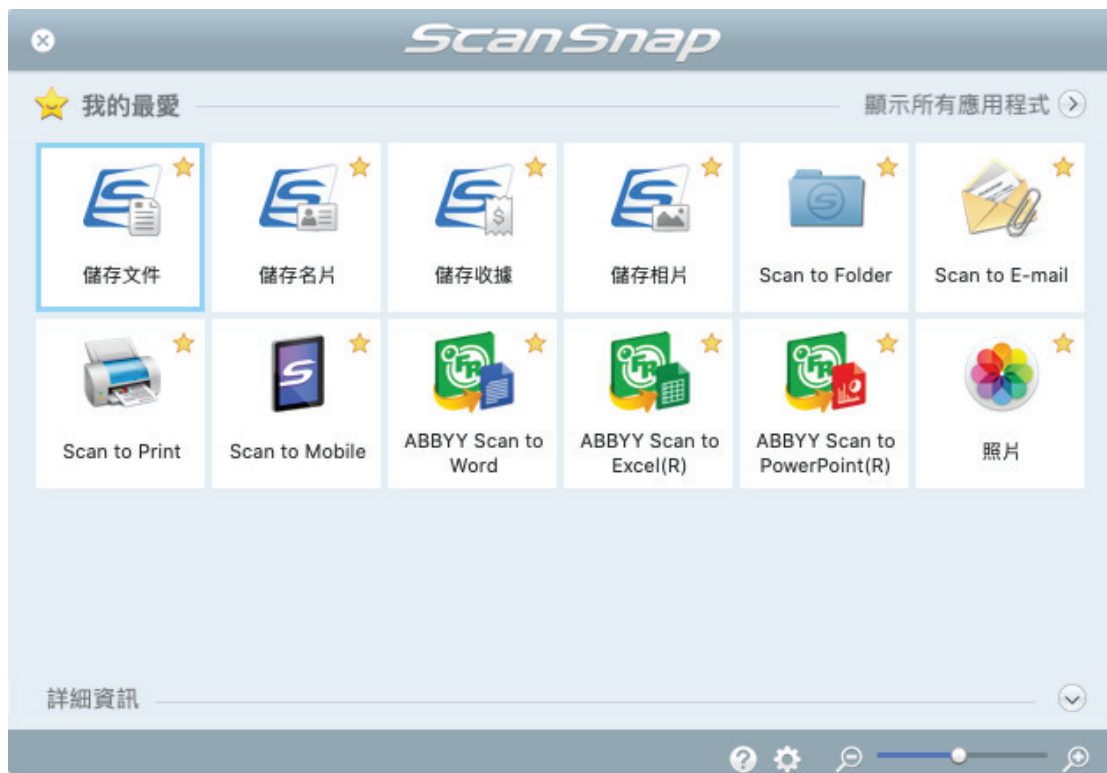 ScanSnap
我的最愛
顯示所有應用程式
儲存文件
儲存名片
儲存收據
儲存相片
Scan to Folder
Scan to E-mail
Scan to Print
Scan to Mobile
ABBYY Scan to
Word
ABBYY Scan to
Excel(R)
ABBYY Scan to
PowerPoint(R)
照片
詳細資訊